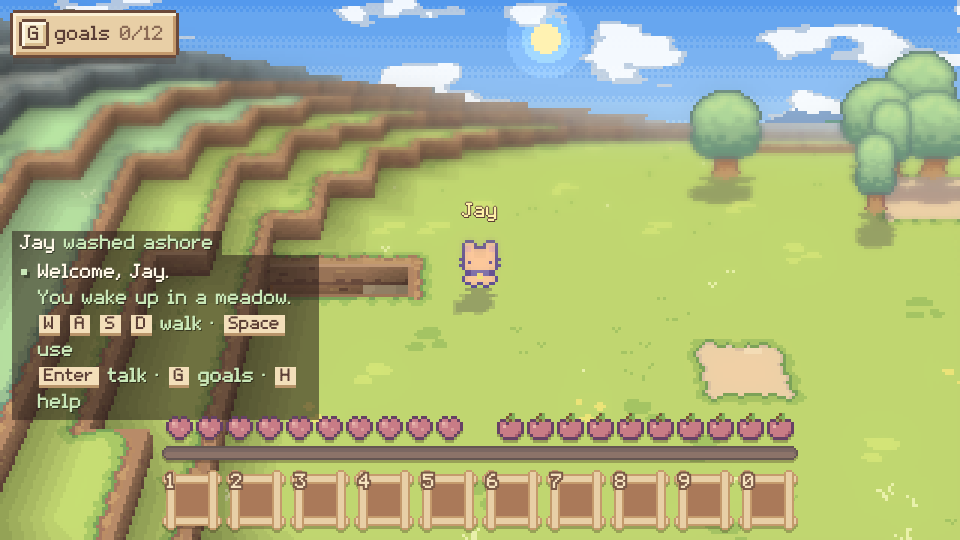 G goals 0/12
Jay
Jay washed ashore
Welcome, Jay.
You wake up in a meadow.
W A S D walk · Space
use
Enter talk · G goals · H
help
1 2 3 4 5 6 7 8 9 0